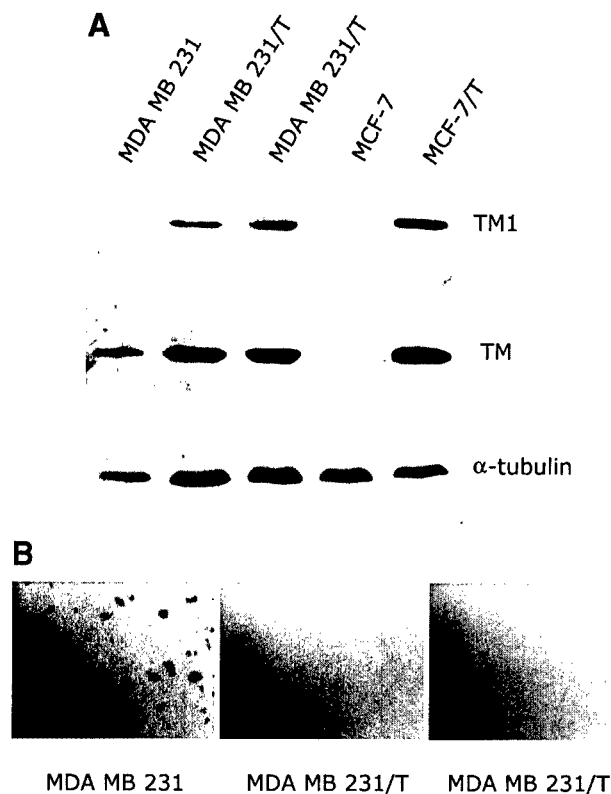 A
MDA MB 231
MDA MB 231/T
MDA MB 231/T
MCF-7
MCF-7/T
TM1
TM
α-tubulin
B
MDA MB 231
MDA MB 231/T
MDA MB 231/T